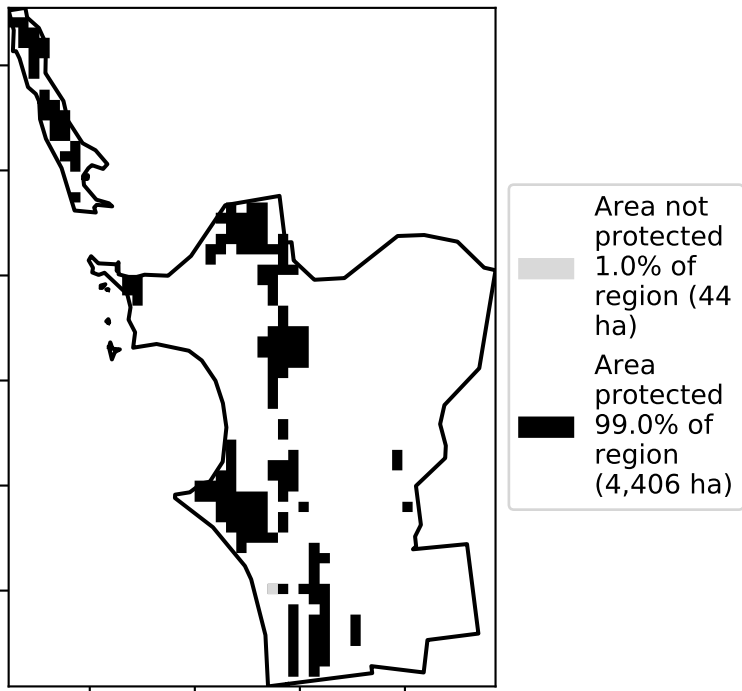 Area not
protected
1.0% of
region (44
ha)
Area
protected
99.0% of
region
(4,406 ha)